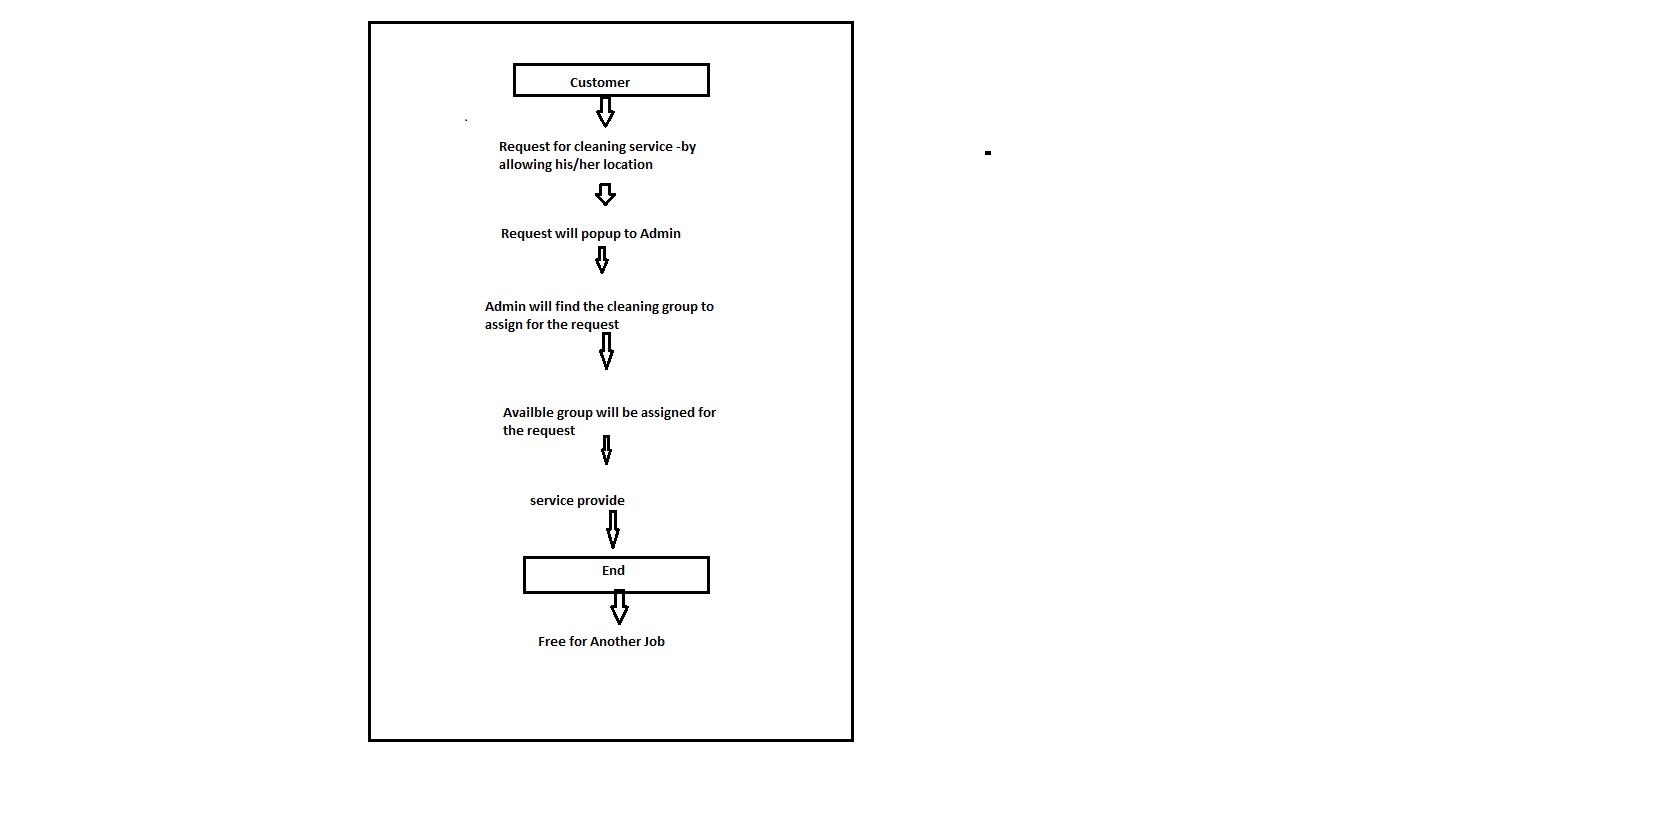 Customer
Request for cleaning service -by
allowing his/her location
Request will popup to Admin
Admin will find the cleaning group to
assign for the request
Availble group will be assigned for
the request
service provide
End
Free for Another Job